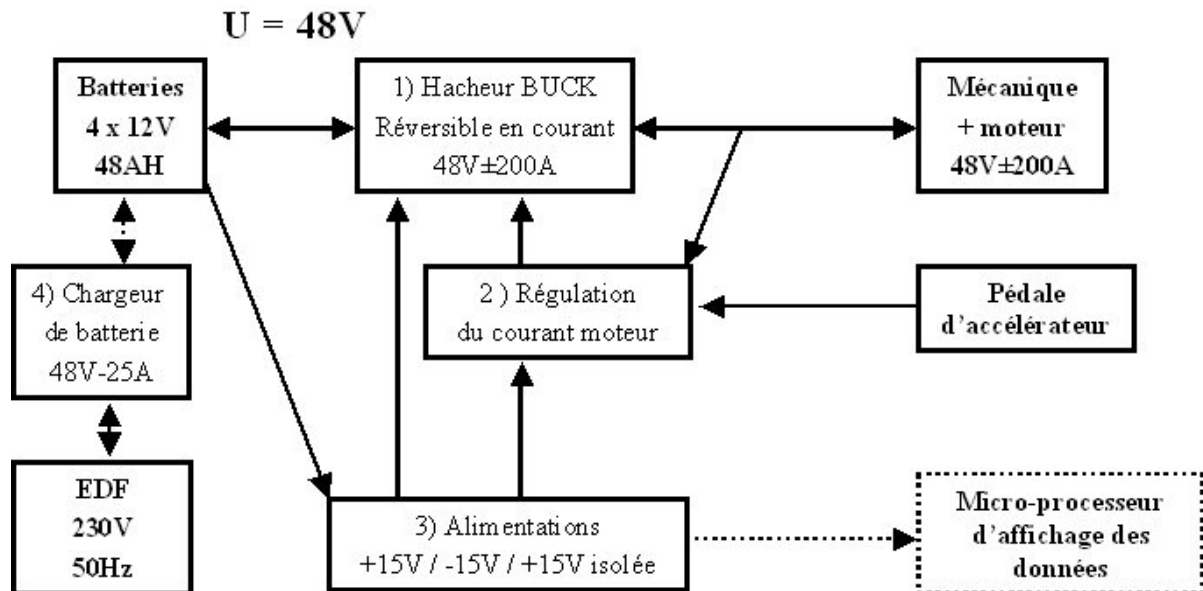 U = 48V
Batteries
4 x 12V
48AH
1) Hacheur BUCK
Réversible en courant
48V±200A
Mécanique
+ moteur
48V±200A
4) Chargeur
de batterie
48V-25A
2 ) Régulation
du courant moteur
Pédale
d'accélérateur
EDF
230V
50Hz
3) Alimentations
+15V / -15V / +15V isolée
Micro-processeur
d'affichage des
données